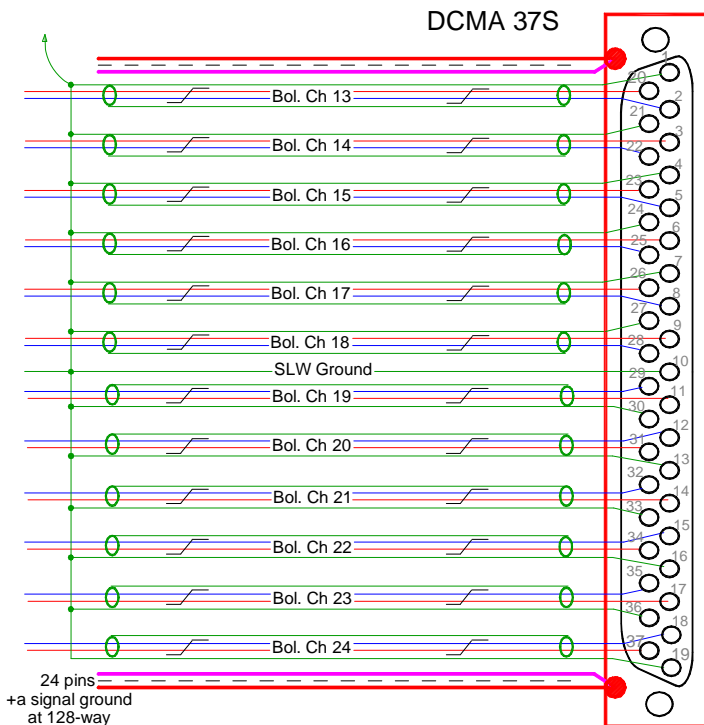 DCMA 37S
1
20
Bol. Ch 13
2
21
3
Bol. Ch 14
22
4
23
Bol. Ch 15
5
24
6
Bol. Ch 16
25
7
26
Bol. Ch 17
8
27
9
Bol. Ch 18
28
10
SLW Ground
29
11
Bol. Ch 19
30
12
Bol. Ch 20
31
13
32
Bol. Ch 21
14
33
15
Bol. Ch 22
34
16
35
17
Bol. Ch 23
36
18
Bol. Ch 24
37
19
24 pins
+a signal ground
at 128-way